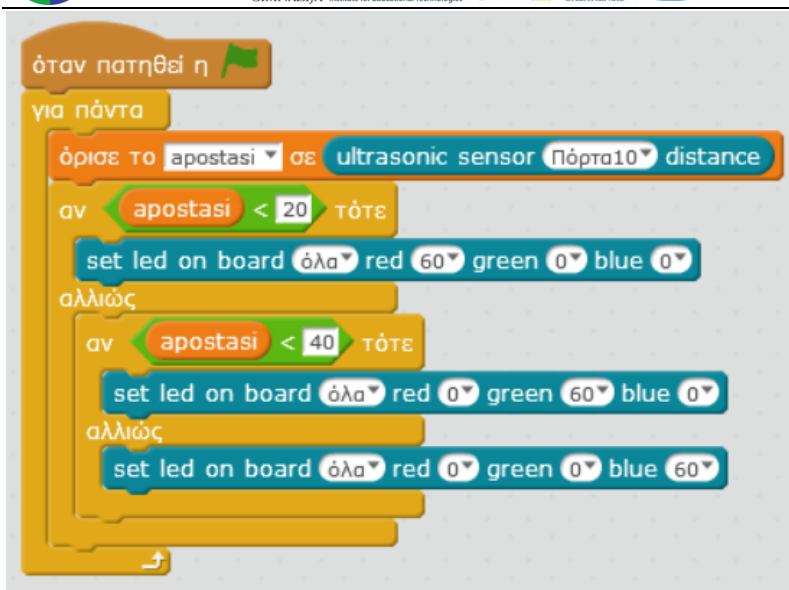 όταν πατηθεί η
για πάντα
όρισε το apostasi σε ultrasonic sensor Πόρτα10 distance
αν apostasi < 20 τότε
set led on board όλα red 60 green 0 blue 0
αλλιώς
αν apostasi < 40 τότε
set led on board όλα red 0 green 60 blue 0
αλλιώς
set led on board όλα red 0 green 0 blue 60